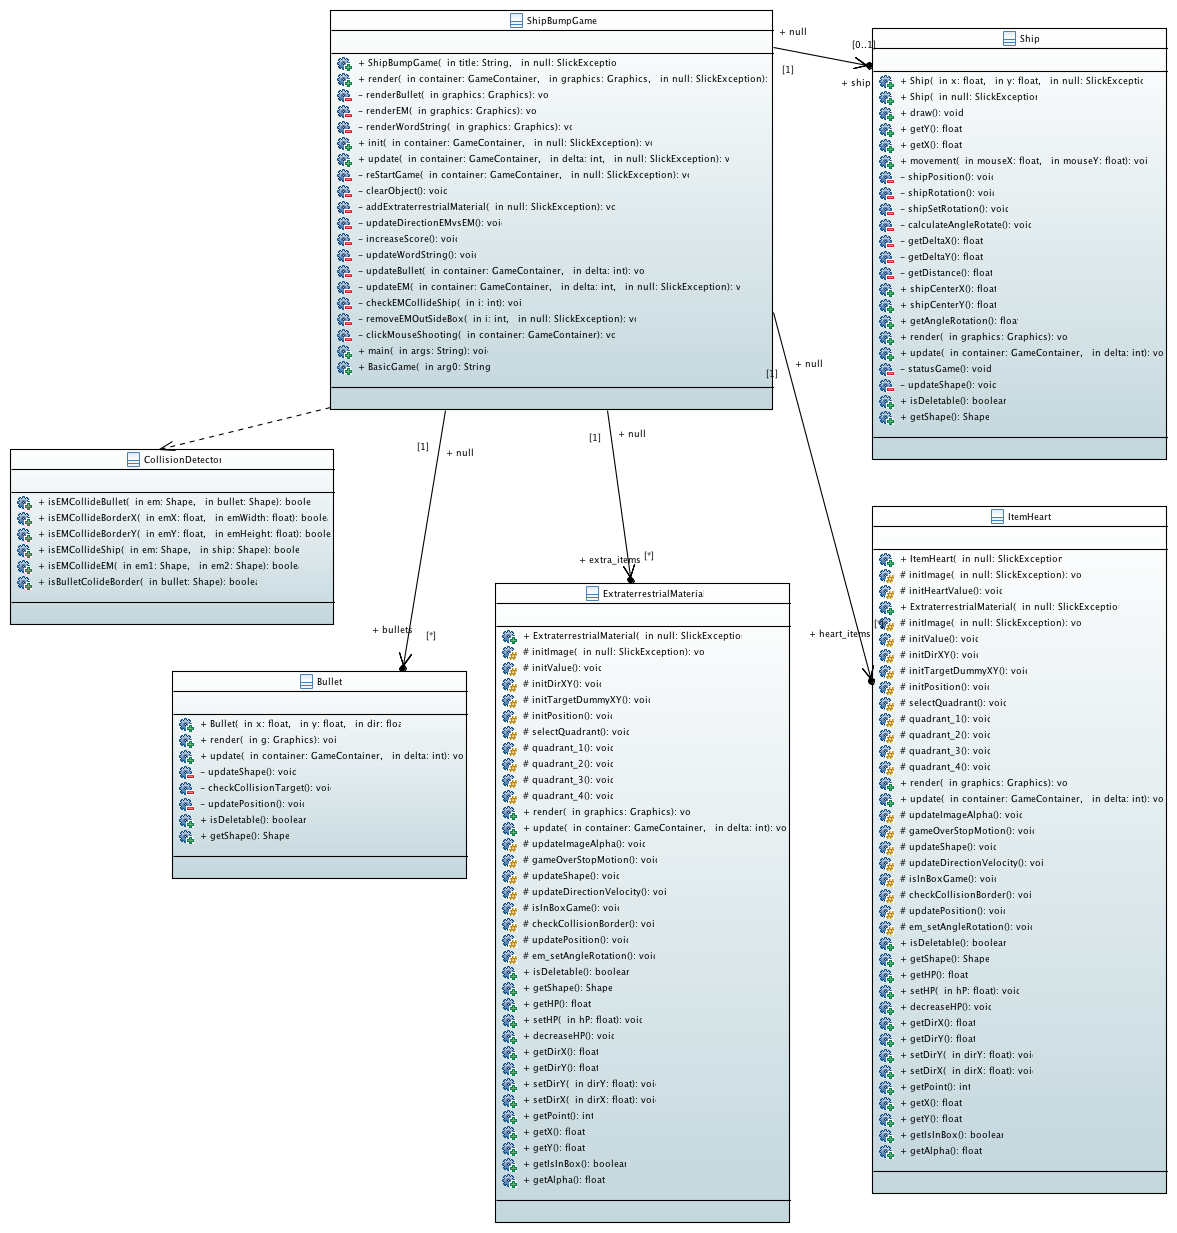 ShipBumpGame
+ ShipBumpGame( in title: String, in null: SlickExceptio
+ render( in container: GameContainer, in graphics: Graphics, in null: SlickException):
– renderBullet( in graphics: Graphics): vo
– renderEM( in graphics: Graphics): vo
– renderWordString( in graphics: Graphics): vc
+ init( in container: GameContainer, in null: SlickException): vc
+ update( in container: GameContainer, in delta: int, in null: SlickException): v
– reStartGame( in container: GameContainer, in null: SlickException): vc
– clearObject(): voic
– addExtraterrestrialMaterial( in null: SlickException): vc
– updateDirectionEMvsEM(): voi
– increaseScore(): voic
– updateWordString(): voi
– updateBullet( in container: GameContainer, in delta: int): vo
– updateEM( in container: GameContainer, in delta: int, in null: SlickException): v
– checkEMCollideShip( in i: int): voi
– removeEMOutSideBox( in i: int, in null: SlickException): vc
– clickMouseShooting( in container: GameContainer): vc
+ main( in args: String): voi
+ BasicGame( in arg0: String
+ null
[0..1]
[1]
+ ship
Ship
+ Ship( in x: float, in y: float, in null: SlickExceptic
+ Ship( in null: SlickException
+ draw(): void
+ getY(): float
+ getX(): float
+ movement( in mouseX: float, in mouseY: float): voi
– shipPosition(): voic
– shipRotation(): voic
– shipSetRotation(): voic
– calculateAngleRotate(): voic
– getDeltaX(): float
– getDeltaY(): float
– getDistance(): float
+ shipCenterX(): float
+ shipCenterY(): float
+ getAngleRotation(): floa
+ render( in graphics: Graphics): vo
+ update( in container: GameContainer, in delta: int): vo
– statusGame(): void
– updateShape(): voic
+ isDeletable(): boolear
+ getShape(): Shape
[1]
+ null
[1]
+ null
[1]
+ null
CollisionDetector
+ isEMCollideBullet( in em: Shape, in bullet: Shape): boole
+ isEMCollideBorderX( in emX: float, in emWidth: float): boole
+ isEMCollideBorderY( in emY: float, in emHeight: float): boole
+ isEMCollideShip( in em: Shape, in ship: Shape): boole
+ isEMCollideEM( in em1: Shape, in em2: Shape): boole
+ isBulletColideBorder( in bullet: Shape): boolea
+ bullets
[*]
Bullet
+ Bullet( in x: float, in y: float, in dir: floa
+ render( in g: Graphics): voi
+ update( in container: GameContainer, in delta: int): vo
– updateShape(): voic
– checkCollisionTarget(): voi
– updatePosition(): voic
+ isDeletable(): boolear
+ getShape(): Shape
+ extra_items
[*]
ExtraterrestrialMateria
+ ExtraterrestrialMaterial( in null: SlickExceptio
# initImage( in null: SlickException): vo
# initValue(): voic
# initDirXY(): voic
# initTargetDummyXY(): voic
# initPosition(): voic
# selectQuadrant(): voic
# quadrant_1(): voic
# quadrant_2(): voic
# quadrant_3(): voic
# quadrant_4(): voic
+ render( in graphics: Graphics): vo
+ update( in container: GameContainer, in delta: int): vo
# updateImageAlpha(): voic
# gameOverStopMotion(): voic
# updateShape(): voic
# updateDirectionVelocity(): voi
# isInBoxGame(): voic
# checkCollisionBorder(): voi
# updatePosition(): voic
# em_setAngleRotation(): voic
+ isDeletable(): boolear
+ getShape(): Shape
+ getHP(): float
+ setHP( in hP: float): voic
+ decreaseHP(): voic
+ getDirX(): float
+ getDirY(): float
+ setDirY( in dirY: float): voi
+ setDirX( in dirX: float): voi
+ getPoint(): int
+ getX(): float
+ getY(): float
+ getIsInBox(): boolear
+ getAlpha(): float
+ heart_items
ItemHeart
+ ItemHeart( in null: SlickException
# initImage( in null: SlickException): vo
# initHeartValue(): voic
+ ExtraterrestrialMaterial( in null: SlickExceptio
# initImage( in null: SlickException): vo
# initValue(): voic
# initDirXY(): voic
# initTargetDummyXY(): voic
# initPosition(): voic
# selectQuadrant(): voic
# quadrant_1(): voic
# quadrant_2(): voic
# quadrant_3(): voic
# quadrant_4(): voic
+ render( in graphics: Graphics): vo
+ update( in container: GameContainer, in delta: int): vo
# updateImageAlpha(): voic
# gameOverStopMotion(): voic
# updateShape(): voic
# updateDirectionVelocity(): voi
# isInBoxGame(): voic
# checkCollisionBorder(): voi
# updatePosition(): voic
# em_setAngleRotation(): voic
+ isDeletable(): boolear
+ getShape(): Shape
+ getHP(): float
+ setHP( in hP: float): voic
+ decreaseHP(): voic
+ getDirX(): float
+ getDirY(): float
+ setDirY( in dirY: float): voi
+ setDirX( in dirX: float): voi
+ getPoint(): int
+ getX(): float
+ getY(): float
+ getIsInBox(): boolear
+ getAlpha(): float